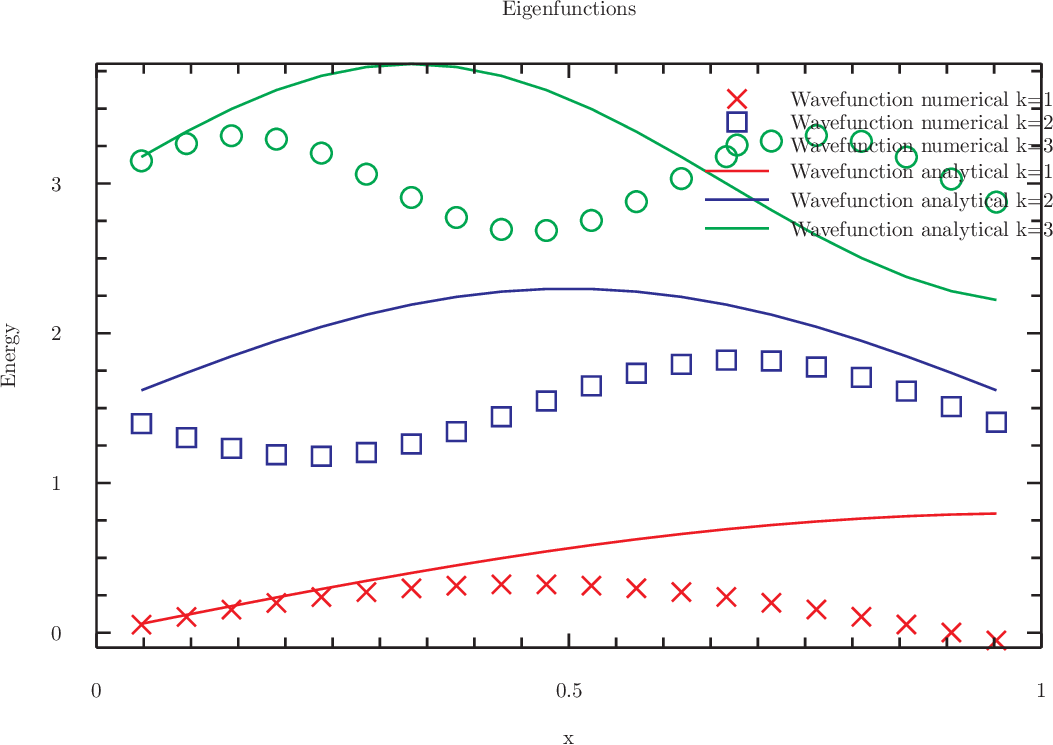 Eigenfunctions
Wavefunction numerical k=1
Wavefunction numerical k=2
Wavefunction numerical k=3
Wavefunction analytical k=1
Wavefunction analytical k=2
Wavefunction analytical k=3
3
2
1
0
Energy
0 0.5 1
x